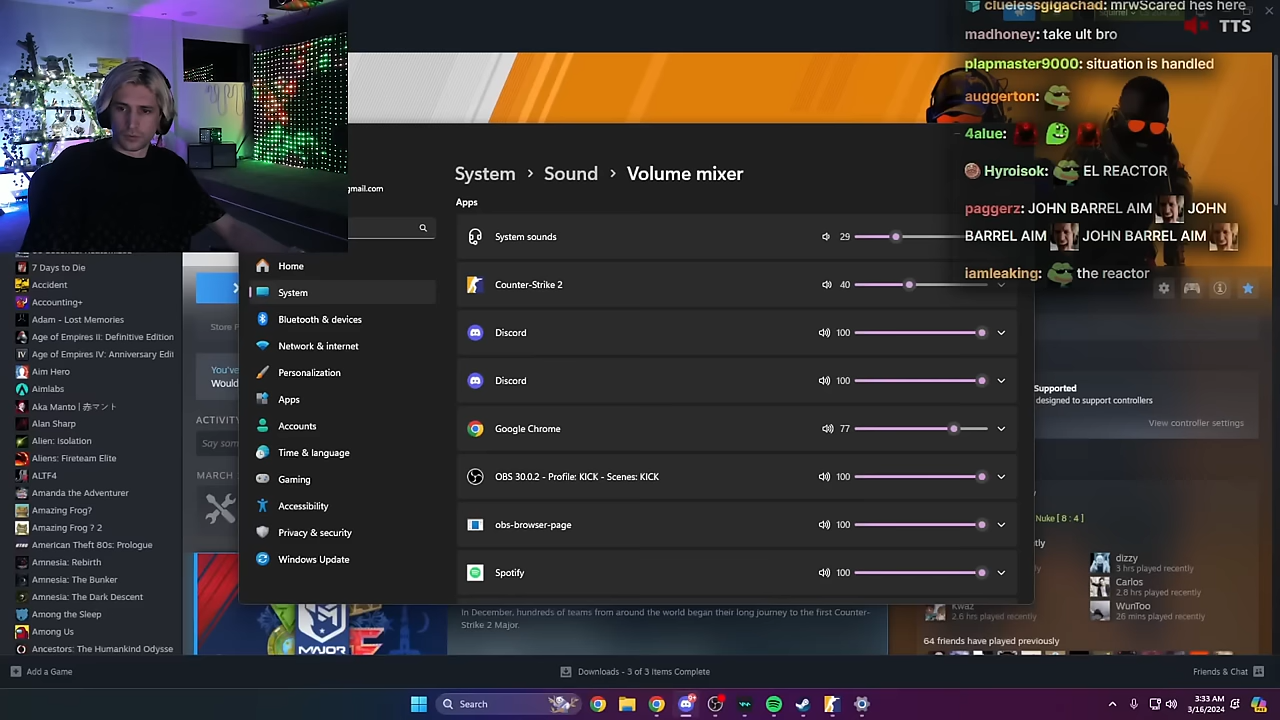 cluelessgigachad: mrwScared hes here
TTS
madhoney: take ult bro
plapmaster9000: situation is handled
auggerton:
4alue:
Hyroisok: EL REACTOR
paggerz: JOHN BARREL AIM JOHN
BARREL AIM JOHN BARREL AIM
iamleaking: the reactor
gmail.com
System > Sound > Volume mixer
Apps
System sounds 29
Counter-Strike 2 40
Discord 100
Discord 100
Google Chrome 77
OBS 30.0.2 - Profile: KICK - Scenes: KICK 100
obs-browser-page 100
Spotify 100
Home
System
Bluetooth & devices
Network & internet
Personalization
Apps
Accounts
Time & language
Gaming
Accessibility
Privacy & security
Windows Update
7 Days to Die
Accident
Accounting+
Adam - Lost Memories
Age of Empires II: Definitive Edition
Age of Empires IV: Anniversary Edit
Aim Hero
Aimlabs
Aka Manto | 赤マント
Alan Sharp
Alien: Isolation
Aliens: Fireteam Elite
ALTF4
Amanda the Adventurer
Amazing Frog?
Amazing Frog ? 2
American Theft 80s: Prologue
Amnesia: Rebirth
Amnesia: The Bunker
Amnesia: The Dark Descent
Among the Sleep
Among Us
Ancestors: The Humankind Odysse
Store P
You've
Would
ACTIVITY
Say som
MARCH
MAJOR
In December, hundreds of teams from around the world began their long journey to the first Counter-
Strike 2 Major.
Supported
designed to support controllers
View controller settings
Nuke [ 8 : 4 ]
tly
dizzy
3 hrs played recently
Carlos
2.8 hrs played recently
WunToo
26 mins played recently
Kwaz
2.6 hrs played recently
64 friends have played previously
Add a Game
Downloads - 3 of 3 Items Complete
Friends & Chat
Search
3:33 AM
3/16/2024